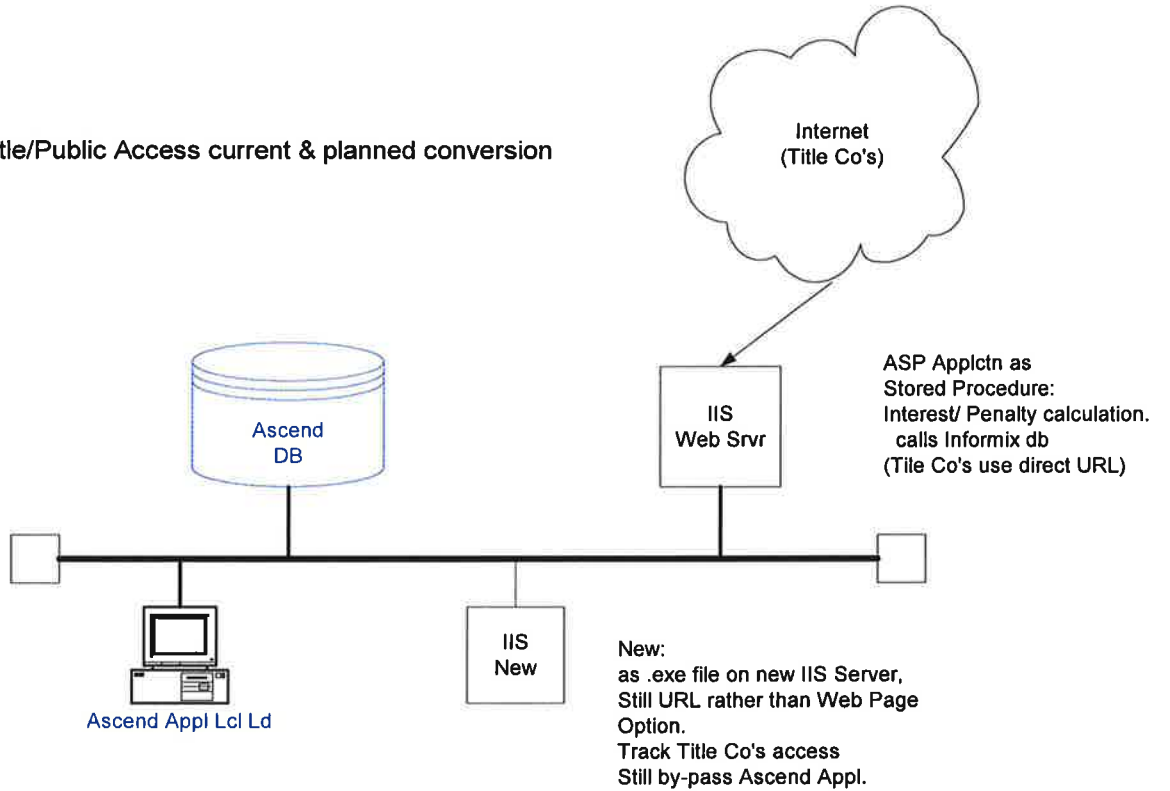 tle/Public Access current & planned conversion
Internet
(Title Co's)
Ascend
DB
IIS
Web Srvr
ASP Applctn as
Stored Procedure:
Interest/ Penalty calculation.
calls Informix db
(Tile Co's use direct URL)
Ascend Appl Lcl Ld
IIS
New
New:
as .exe file on new IIS Server,
Still URL rather than Web Page
Option.
Track Title Co's access
Still by-pass Ascend Appl.